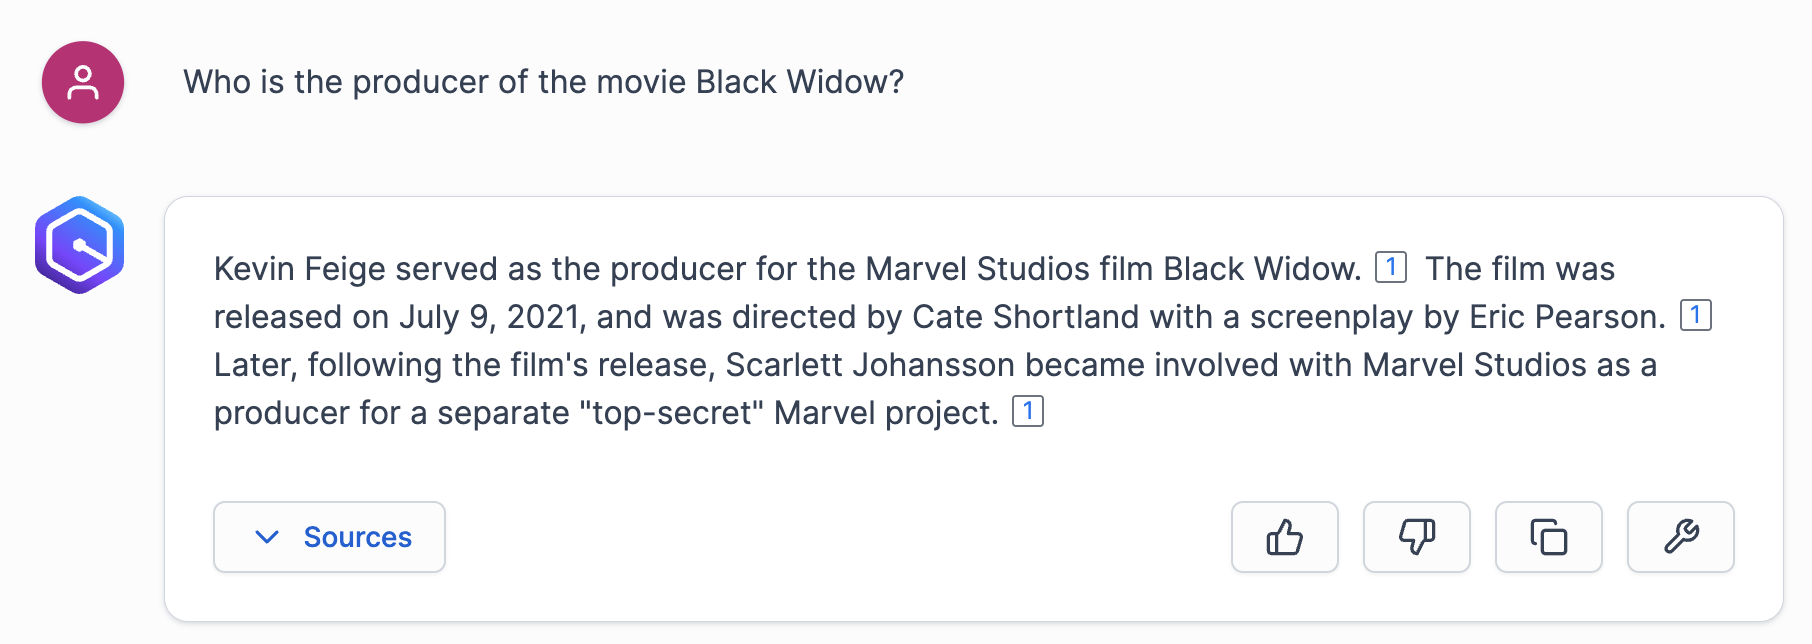 Who is the producer of the movie Black Widow?
Kevin Feige served as the producer for the Marvel Studios film Black Widow. 1 The film was
released on July 9, 2021, and was directed by Cate Shortland with a screenplay by Eric Pearson. 1
Later, following the film's release, Scarlett Johansson became involved with Marvel Studios as a
producer for a separate "top-secret" Marvel project. 1
Sources